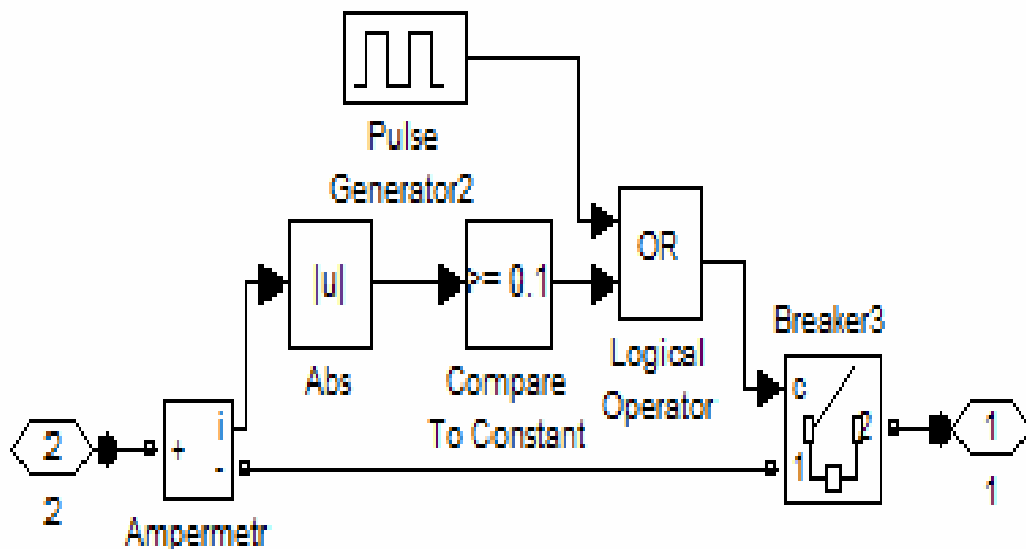 Pulse
Generator2
|u|
Abs
>= 0.1
Compare
To Constant
OR
Logical
Operator
Breaker3
c
1
2
2
2
+
i
-
Ampermetr
1
1